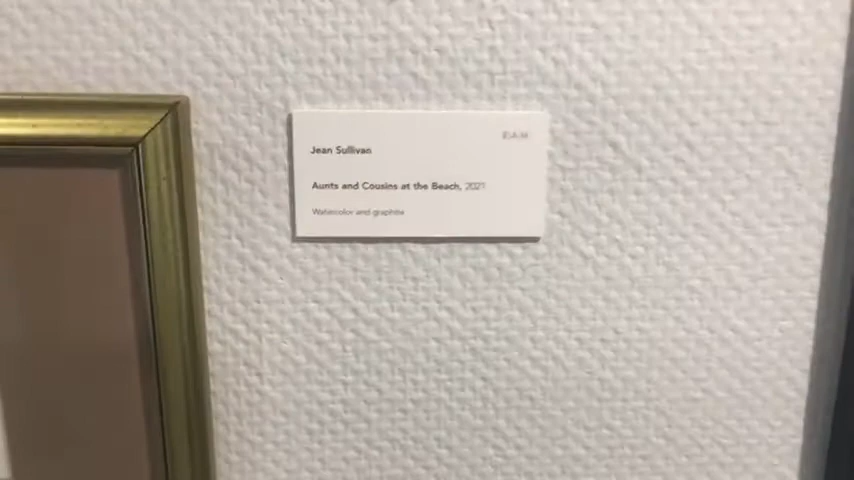 E·A·M
Jean Sullivan
Aunts and Cousins at the Beach, 2021
Watercolor and graphite